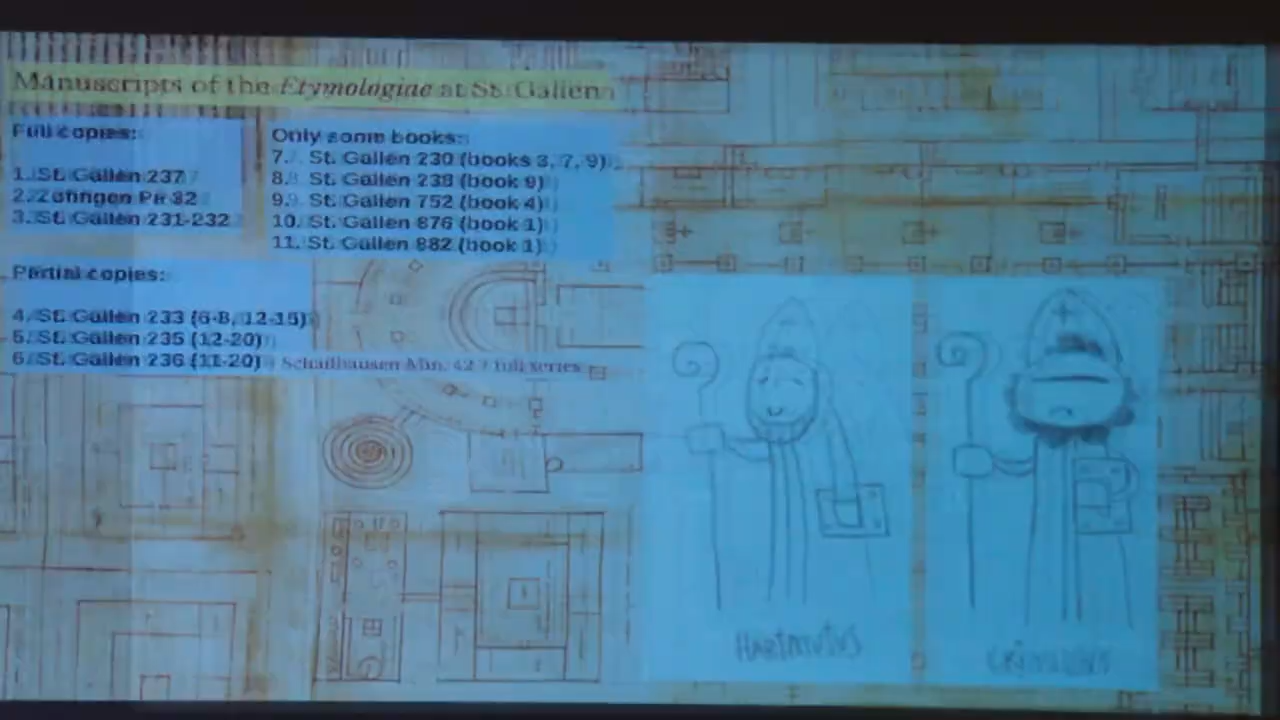 Manuscripts of the Etymologiae at St. Gallen
Full copies:
1. St. Gallen 237
2. Zofingen Pa 32
3. St. Gallen 231-232
Partial copies:
4. St. Gallen 233 (6-8, 12-15)
5. St. Gallen 235 (12-20)
6. St. Gallen 236 (11-20)
Schaffhausen Min. 42 ? full series
Only some books:
7. St. Gallen 230 (books 3, 7, 9)
8. St. Gallen 238 (book 9)
9. St. Gallen 752 (book 4)
10. St. Gallen 876 (book 1)
11. St. Gallen 882 (book 1)
HARTMUTUS